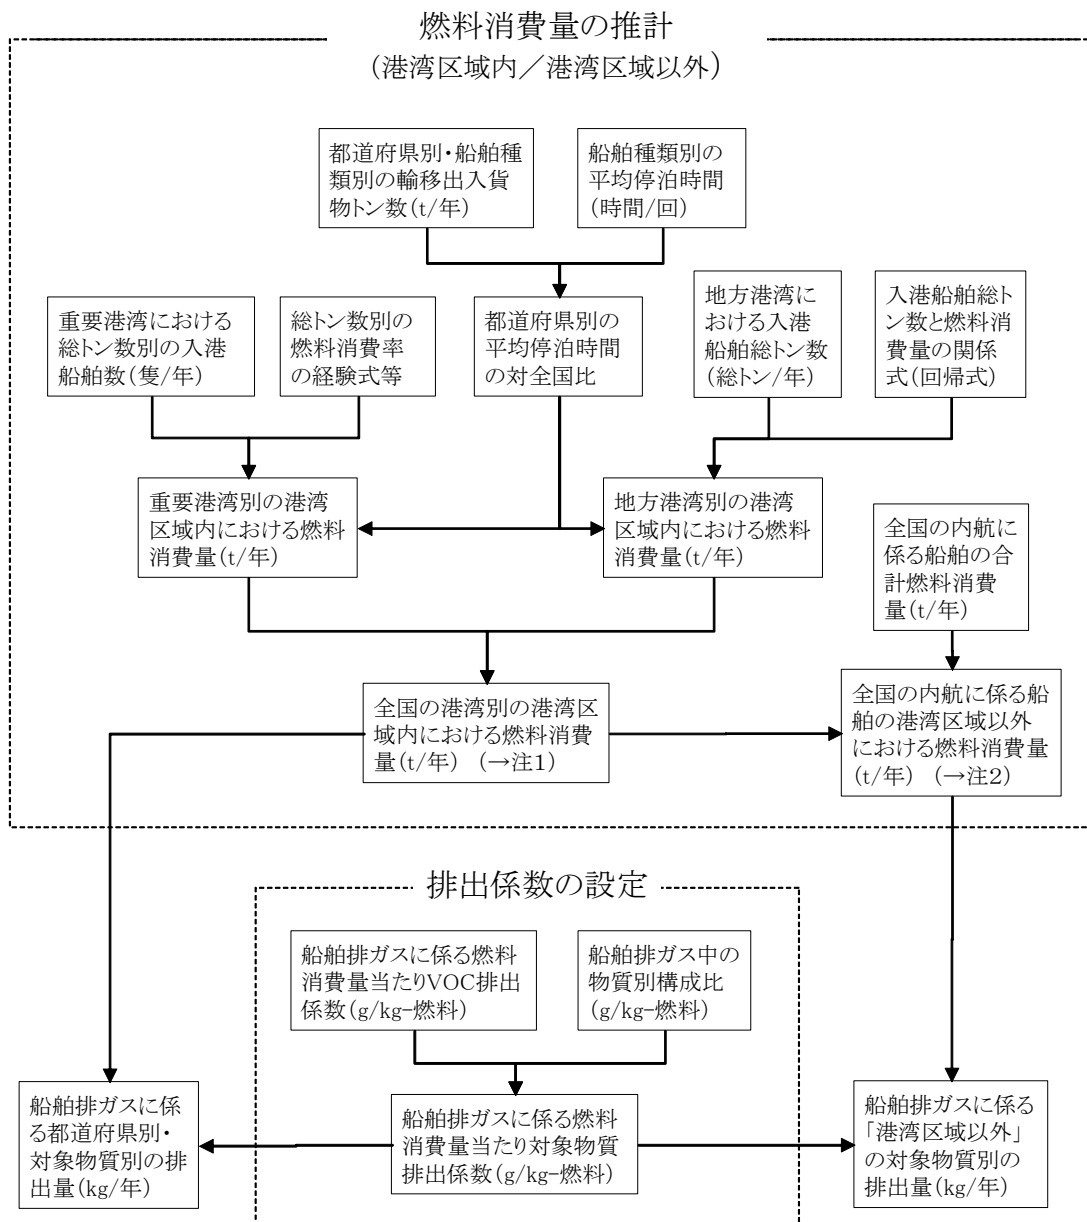 燃料消費量の推計
(港湾区域内／港湾区域以外)
都道府県別・船舶種
類別の輸移出入貨
物トン数(t/年)
船舶種類別の
平均停泊時間
(時間/回)
重要港湾における
総トン数別の入港
船舶数(隻/年)
総トン数別の
燃料消費率
の経験式等
都道府県別の
平均停泊時間
の対全国比
地方港湾に
おける入港
船舶総トン数
(総トン/年)
入港船舶総ト
ン数と燃料消
費量の関係
式(回帰式)
重要港湾別の港湾
区域内における燃料
消費量(t/年)
地方港湾別の港湾
区域内における燃料
消費量(t/年)
全国の内航に
係る船舶の合
計燃料消費
量(t/年)
全国の港湾別の港湾区
域内における燃料消費
量(t/年) (→注1)
全国の内航に係る船
舶の港湾区域以外
における燃料消費量
(t/年) (→注2)
排出係数の設定
船舶排ガスに係る燃料
消費量当たりVOC排出
係数(g/kg-燃料)
船舶排ガス中の
物質別構成比
(g/kg-燃料)
船舶排ガスに係
る都道府県別・
対象物質別の排
出量(kg/年)
船舶排ガスに係る燃料
消費量当たり対象物質
排出係数(g/kg-燃料)
船舶排ガスに係る
「港湾区域以外」
の対象物質別の
排出量(kg/年)